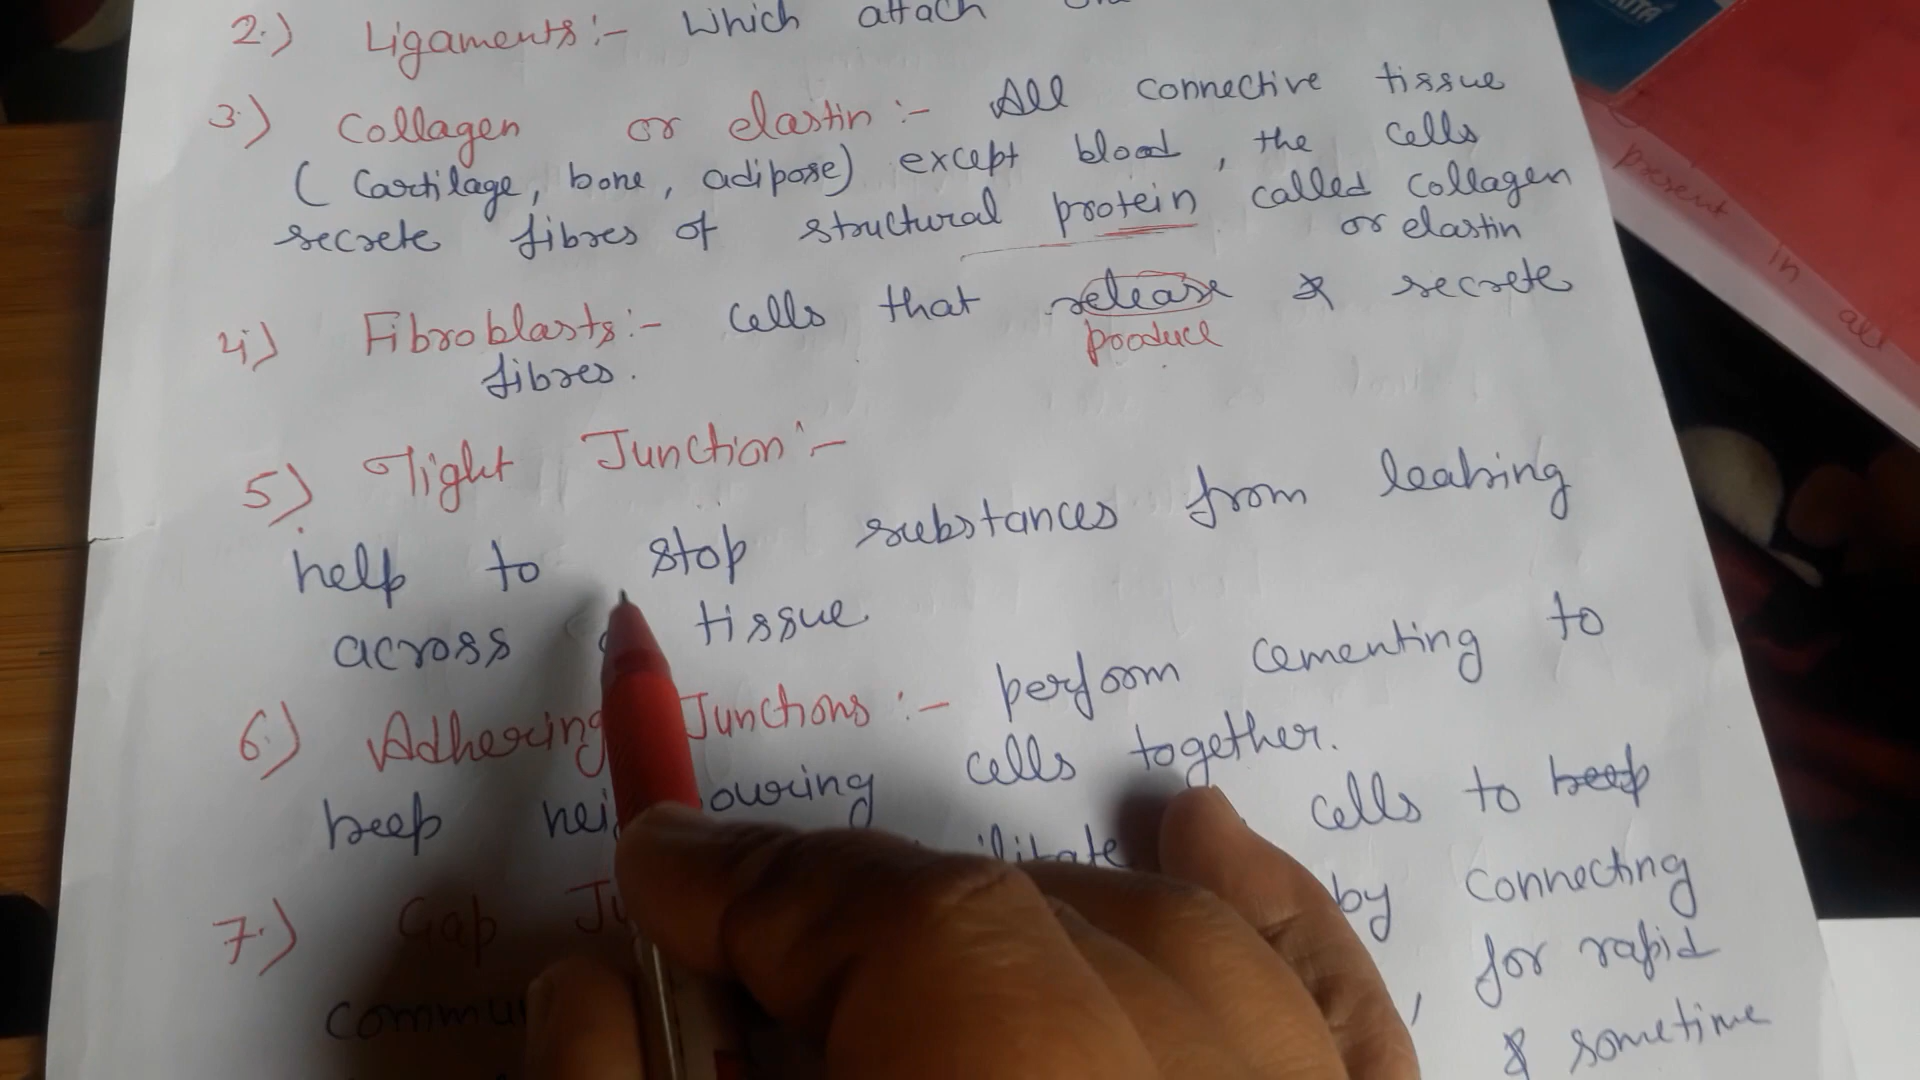 2.) Ligaments:- Which attach
3.) Collagen or elastin:- All connective tissue
(Cartilage, bone, adipose) except blood, the cells
secrete fibres of structural protein called collagen
or elastin
4.) Fibroblasts:- Cells that release & secrete
produce
fibres.
5.) Tight Junction:-
help to stop substances from leaking
across tissue
6.) Adhering Junctions:- perform cementing to
keep cells together.
7.) Gap cells to keep
by connecting
, for rapid
& sometime
present in all